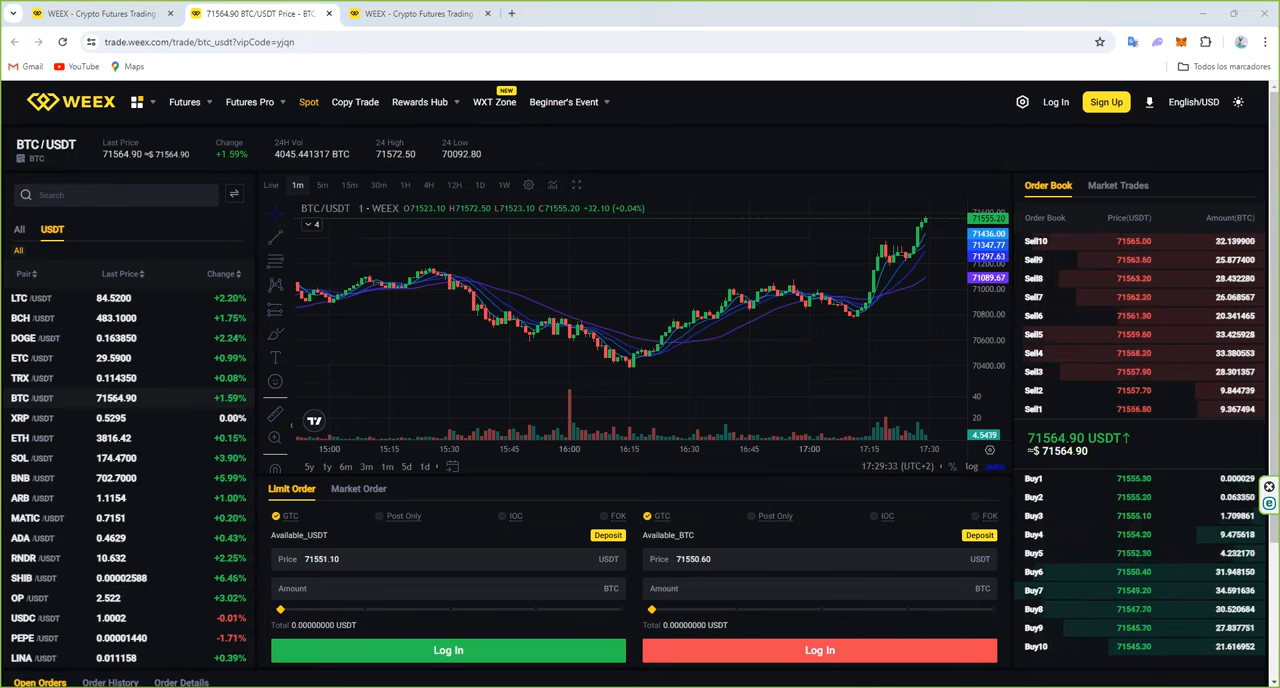 WEEX - Crypto Futures Trading
71564.90 BTC/USDT Price - BTC
WEEX - Crypto Futures Trading
trade.weex.com/trade/btc_usdt?vipCode=yjqn
Gmail YouTube Maps Todos los marcadores
WEEX Futures Futures Pro Spot Copy Trade Rewards Hub WXT Zone NEW Beginner's Event Log In Sign Up English/USD
BTC/USDT
BTC
Last Price
71564.90 ≈$ 71564.90
Change
+1.59%
24H Vol
4045.441317 BTC
24 High
71572.50
24 Low
70092.80
Search
All USDT
All
Pair Last Price Change
LTC /USDT 84.5200 +2.20%
BCH /USDT 483.1000 +1.75%
DOGE /USDT 0.163850 +2.24%
ETC /USDT 29.5900 +0.99%
TRX /USDT 0.114350 +0.08%
BTC /USDT 71564.90 +1.59%
XRP /USDT 0.5295 0.00%
ETH /USDT 3816.42 +0.15%
SOL /USDT 174.4700 +3.90%
BNB /USDT 702.7000 +5.99%
ARB /USDT 1.1154 +1.00%
MATIC /USDT 0.7151 +0.20%
ADA /USDT 0.4629 +0.43%
RNDR /USDT 10.632 +2.25%
SHIB /USDT 0.00002588 +6.46%
OP /USDT 2.522 +3.02%
USDC /USDT 1.0002 -0.01%
PEPE /USDT 0.00001440 -1.71%
LINA /USDT 0.011158 +0.39%
Line 1m 5m 15m 30m 1H 4H 12H 1D 1W
BTC/USDT · 1 · WEEX O71523.10 H71572.50 L71523.10 C71555.20 +32.10 (+0.04%)
4
71555.20
71436.00
71347.77
71297.63
71200.00
71089.67
71000.00
70800.00
70600.00
70400.00
40
20
4.5439
15:00 15:15 15:30 15:45 16:00 16:15 16:30 16:45 17:00 17:15 17:30
5y 1y 6m 3m 1m 5d 1d 17:29:33 (UTC+2) % log auto
Limit Order Market Order
GTC Post Only IOC FOK
Available_USDT Deposit
Price 71551.10 USDT
Amount BTC
Total 0.00000000 USDT
Log In
GTC Post Only IOC FOK
Available_BTC Deposit
Price 71550.60 USDT
Amount BTC
Total 0.00000000 USDT
Log In
Order Book Market Trades
Order Book Price(USDT) Amount(BTC)
Sell10 71565.00 32.139900
Sell9 71563.60 25.877400
Sell8 71563.20 28.432280
Sell7 71562.20 26.068567
Sell6 71561.30 20.341465
Sell5 71559.60 33.425928
Sell4 71558.20 33.380553
Sell3 71557.90 28.301357
Sell2 71557.70 9.844739
Sell1 71556.80 9.367494
71564.90 USDT↑
≈$ 71564.90
Buy1 71555.30 0.000029
Buy2 71555.20 0.063350
Buy3 71555.10 1.709861
Buy4 71554.20 9.475618
Buy5 71552.30 4.232170
Buy6 71550.40 31.948150
Buy7 71549.20 34.591636
Buy8 71547.70 30.520684
Buy9 71545.70 27.837751
Buy10 71545.30 21.616952
Open Orders Order History Order Details